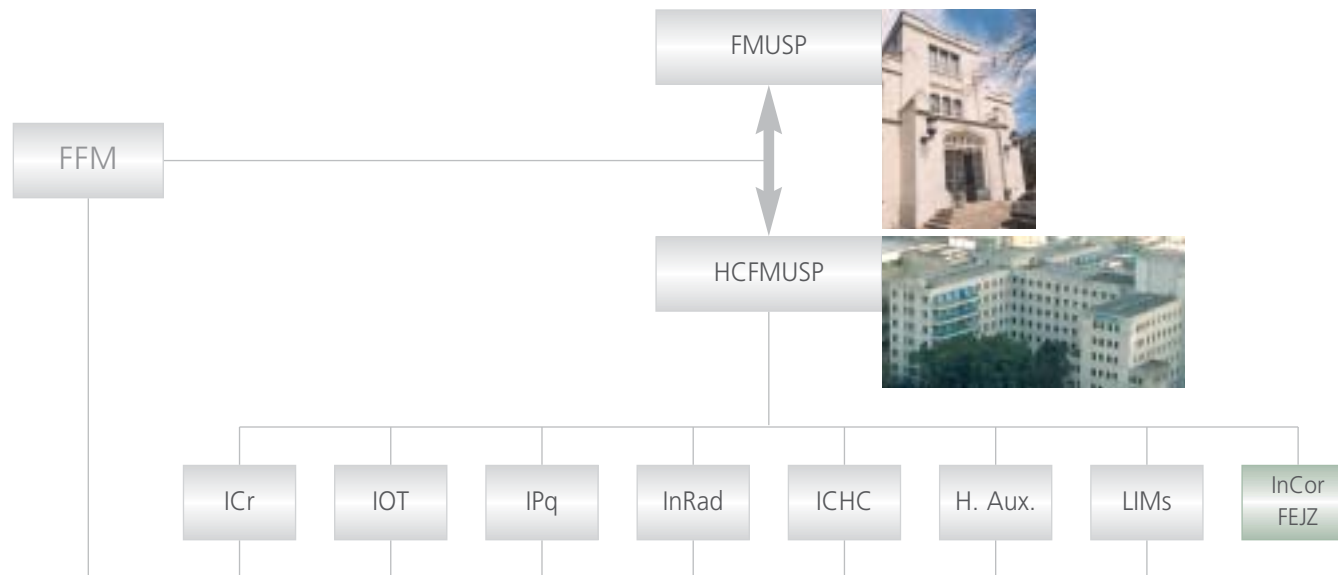 FMUSP
FFM
HCFMUSP
ICr
IOT
IPq
InRad
ICHC
H. Aux.
LIMs
InCor
FEJZ